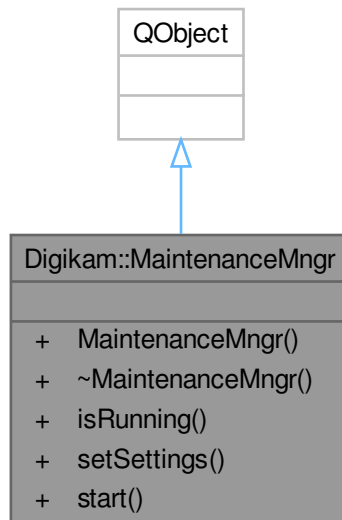 QObject
Digikam::MaintenanceMngr
+ MaintenanceMngr()
+ ~MaintenanceMngr()
+ isRunning()
+ setSettings()
+ start()